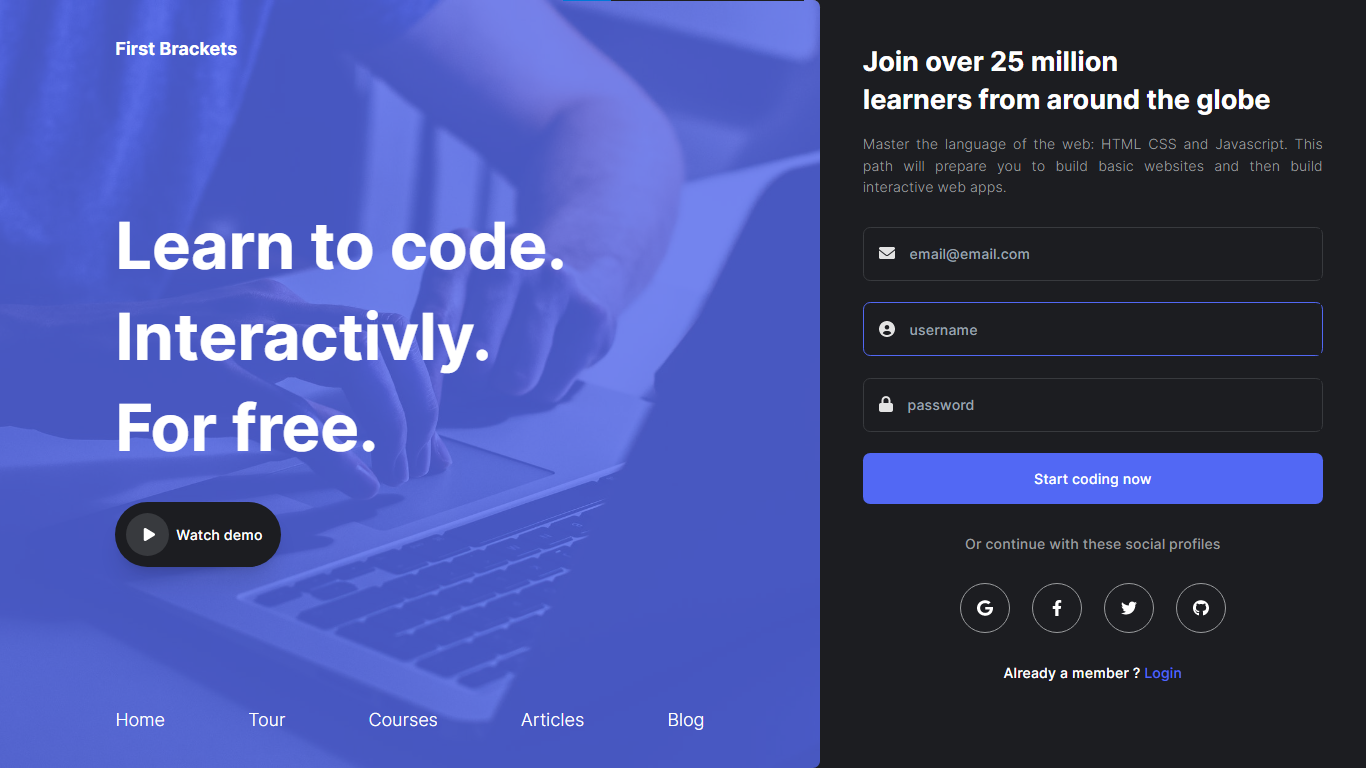 First Brackets
Learn to code.
Interactivly.
For free.
Watch demo
Home Tour Courses Articles Blog
Join over 25 million
learners from around the globe
Master the language of the web: HTML CSS and Javascript. This
path will prepare you to build basic websites and then build
interactive web apps.
email@email.com
username
password
Start coding now
Or continue with these social profiles
Already a member ? Login